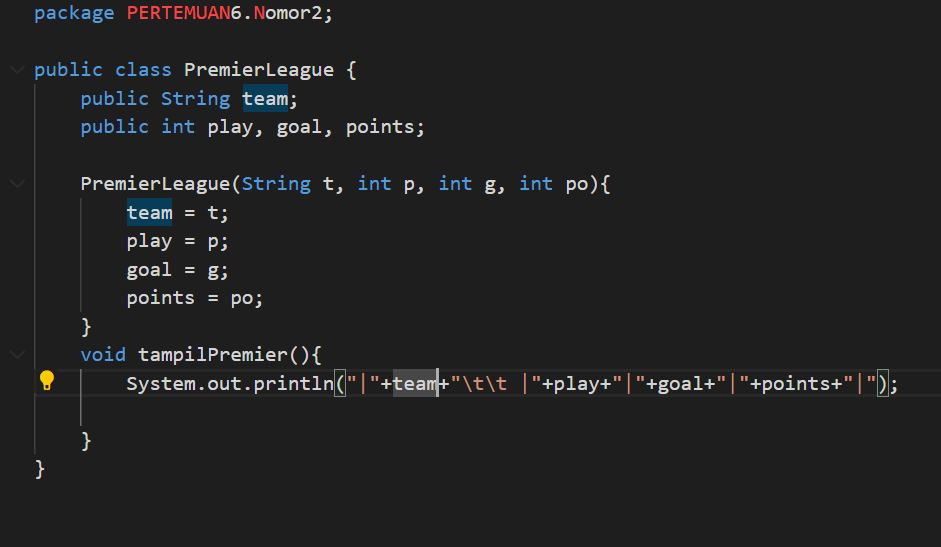 package PERTEMUAN6.Nomor2;
public class PremierLeague {
public String team;
public int play, goal, points;
PremierLeague(String t, int p, int g, int po){
team = t;
play = p;
goal = g;
points = po;
}
void tampilPremier(){
System.out.println("|"+team+"\t\t |"+play+"|"+goal+"|"+points+"|");
}
}